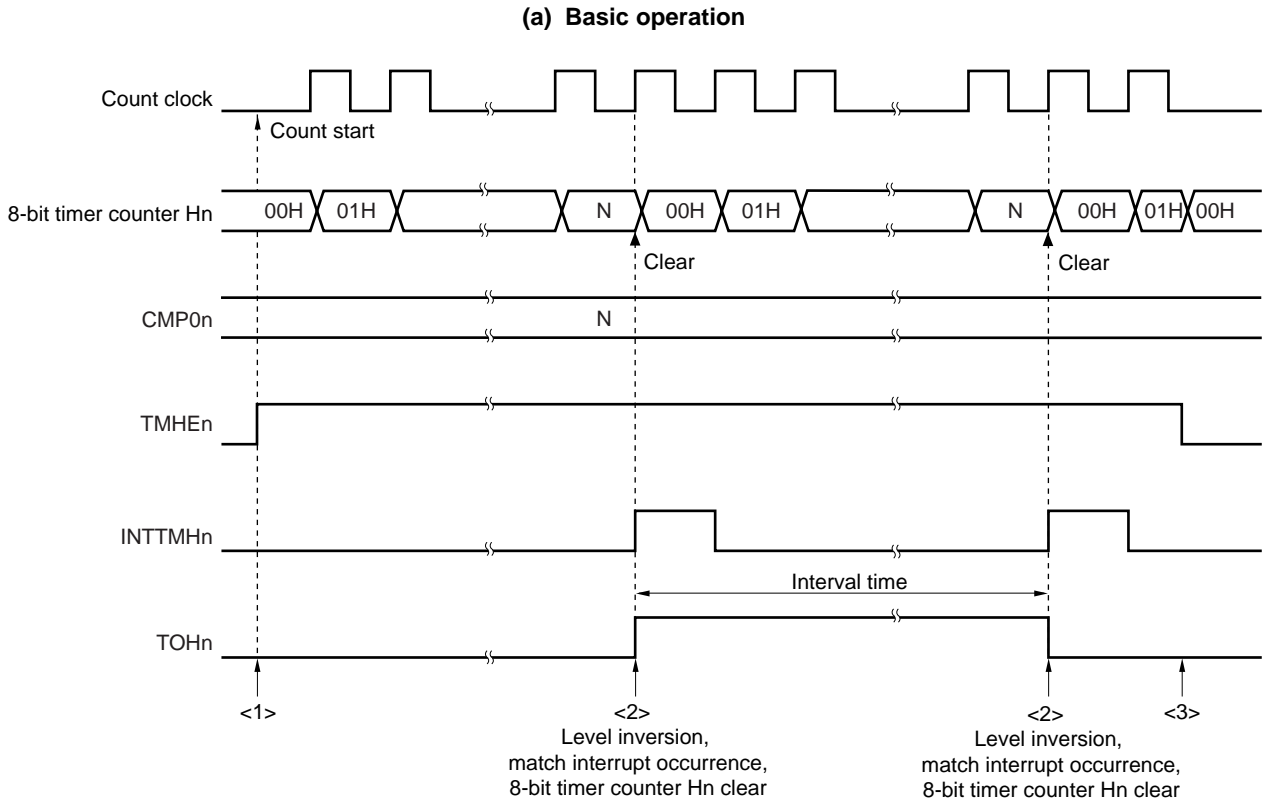 (a) Basic operation
Count clock
Count start
8-bit timer counter Hn
00H 01H N 00H 01H N 00H 01H 00H
Clear Clear
CMP0n N
TMHEn
INTTMHn
Interval time
TOHn
<1> <2> <2> <3>
Level inversion,
match interrupt occurrence,
8-bit timer counter Hn clear
Level inversion,
match interrupt occurrence,
8-bit timer counter Hn clear